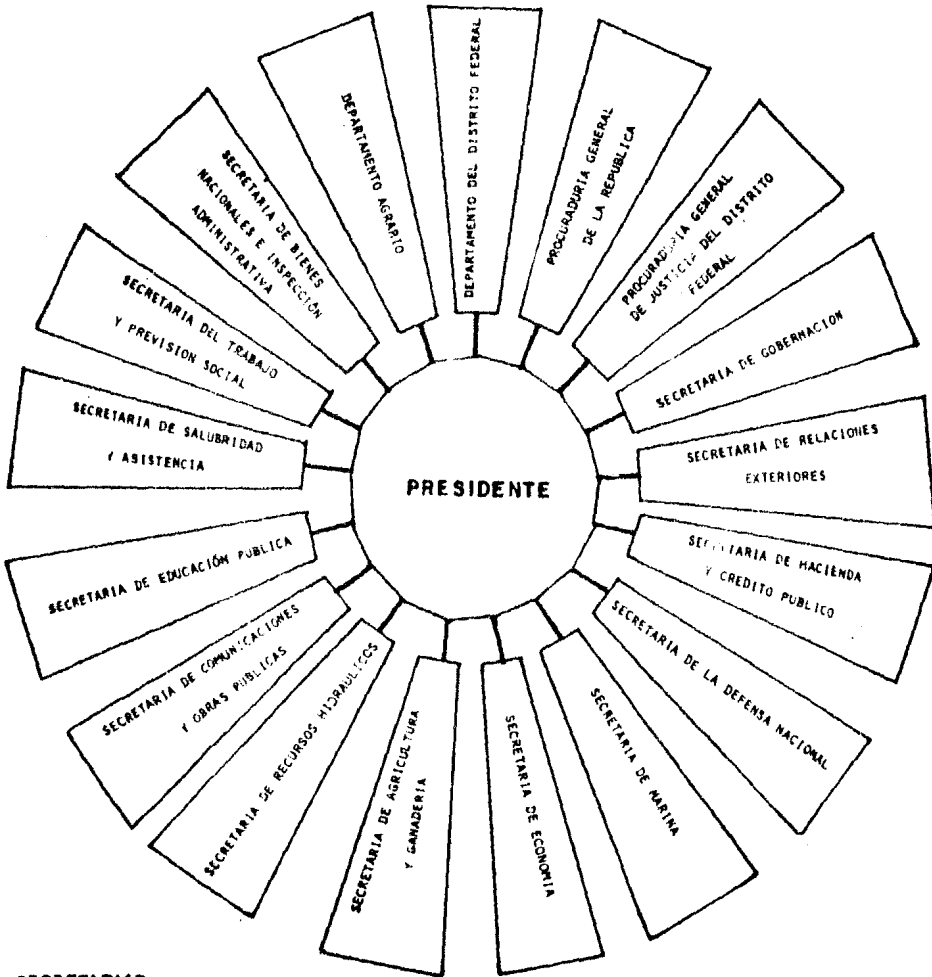 DEPARTAMENTO DEL DISTRITO FEDERAL
PROCURADURIA GENERAL
DE LA REPUBLICA
PROCURADURIA GENERAL
DE JUSTICIA DEL DISTRITO
FEDERAL
SECRETARIA DE GOBERNACION
SECRETARIA DE RELACIONES
EXTERIORES
SECRETARIA DE HACIENDA
Y CREDITO PUBLICO
SECRETARIA DE LA DEFENSA NACIONAL
SECRETARIA DE MARINA
SECRETARIA DE ECONOMIA
SECRETARIA DE AGRICULTURA
Y GANADERIA
SECRETARIA DE RECURSOS HIDRAULICOS
SECRETARIA DE COMUNICACIONES
Y OBRAS PUBLICAS
SECRETARIA DE EDUCACIÓN PUBLICA
SECRETARIA DE SALUBRIDAD
Y ASISTENCIA
SECRETARIA DEL TRABAJO
Y PREVISION SOCIAL
SECRETARIA DE BIENES
NACIONALES E INSPECCIÓN
ADMINISTRATIVA
DEPARTAMENTO AGRARIO
PRESIDENTE